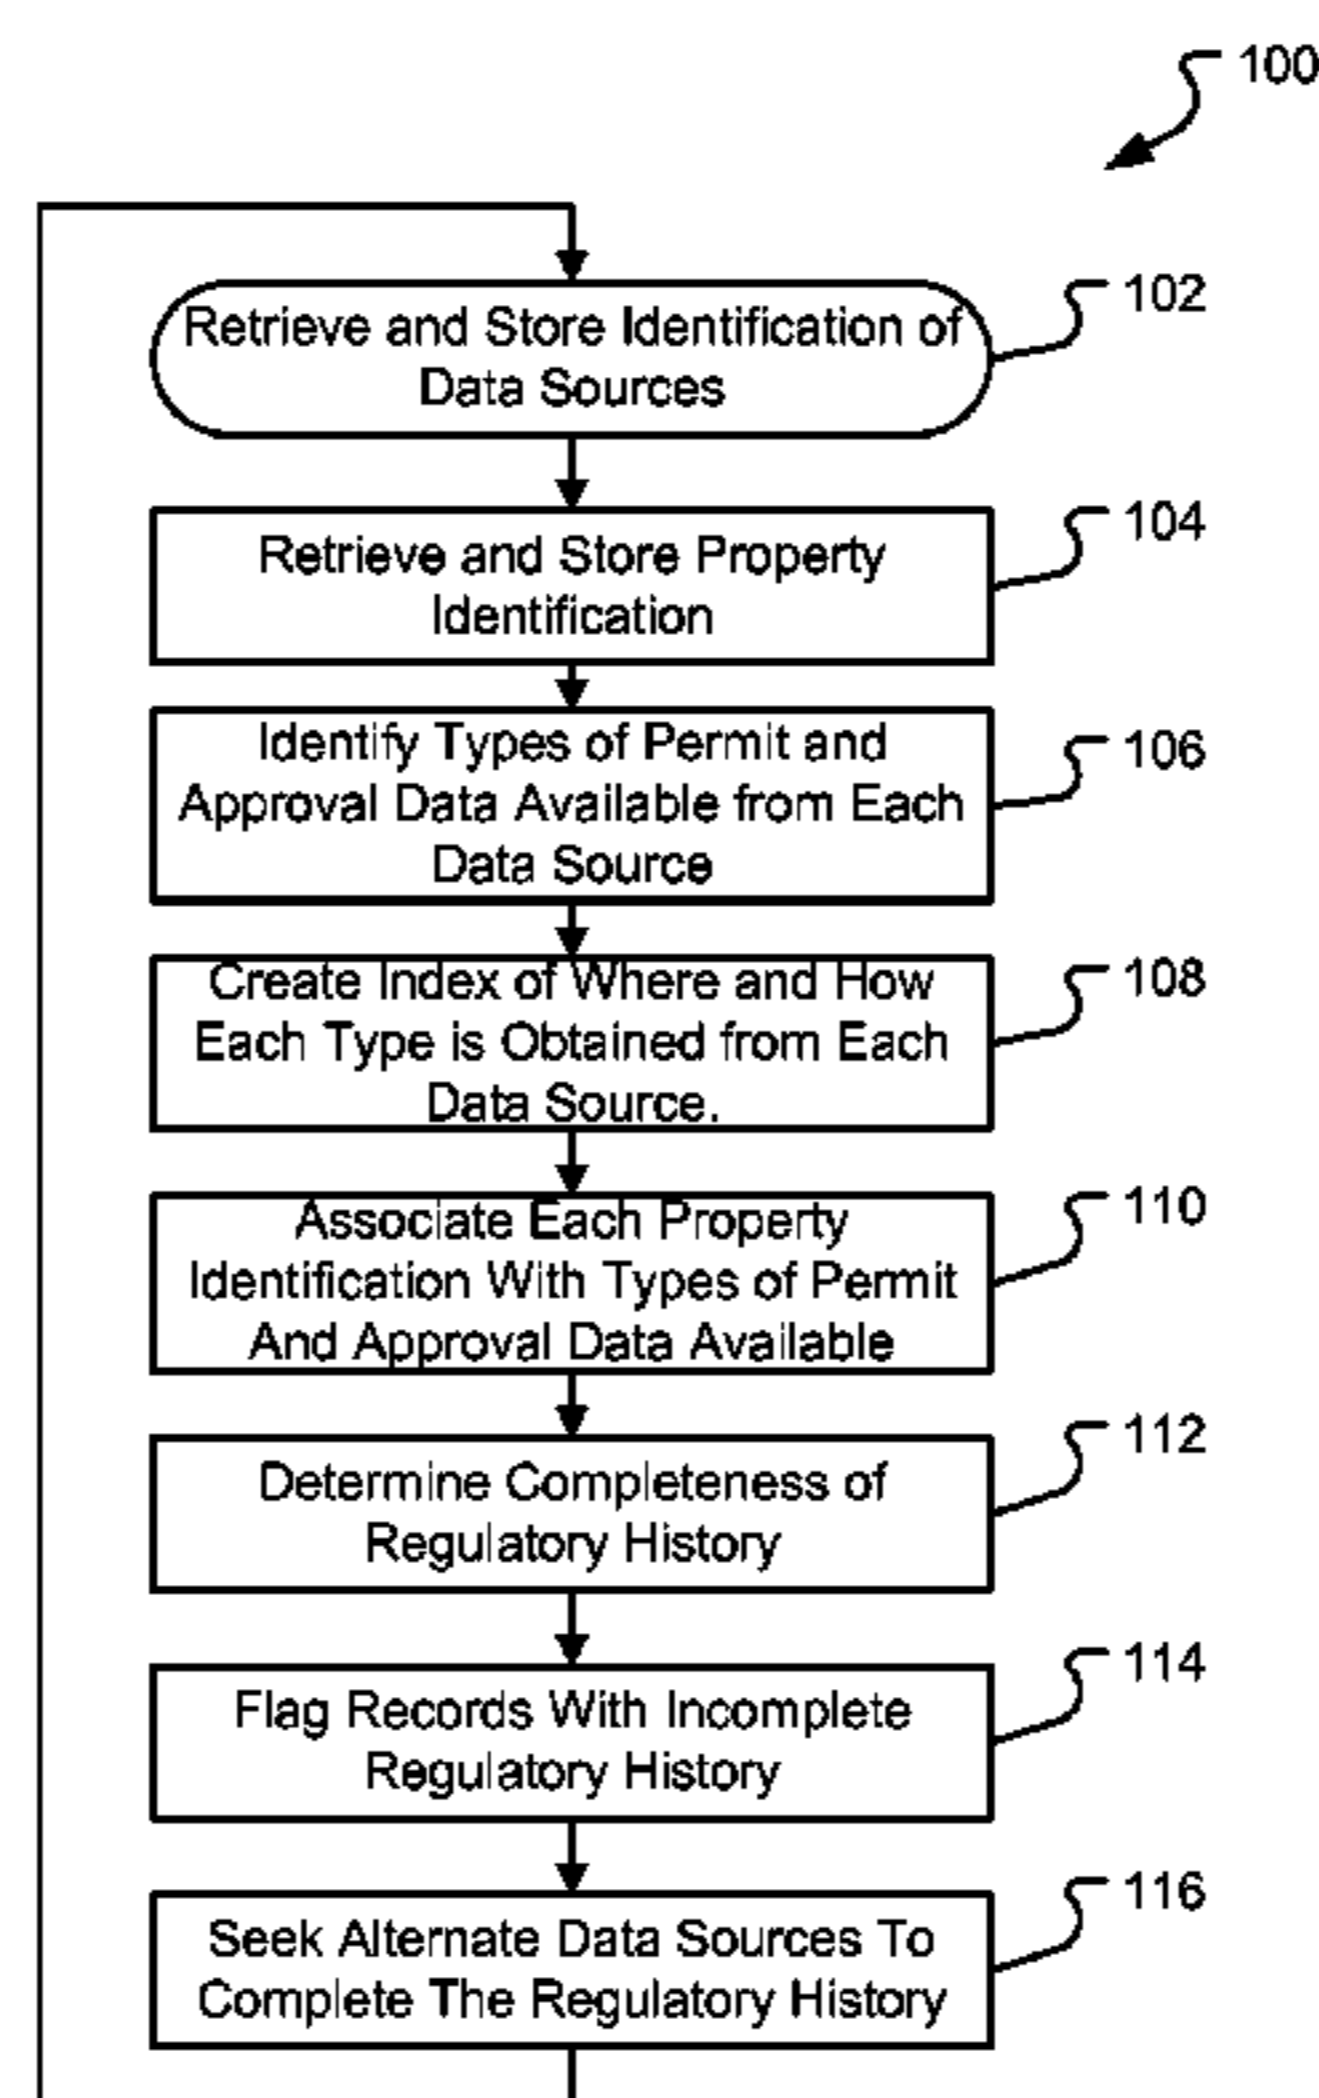 100
Retrieve and Store Identification of
Data Sources
102
Retrieve and Store Property
Identification
104
Identify Types of Permit and
Approval Data Available from Each
Data Source
106
Create Index of Where and How
Each Type is Obtained from Each
Data Source.
108
Associate Each Property
Identification With Types of Permit
And Approval Data Available
110
Determine Completeness of
Regulatory History
112
Flag Records With Incomplete
Regulatory History
114
Seek Alternate Data Sources To
Complete The Regulatory History
116